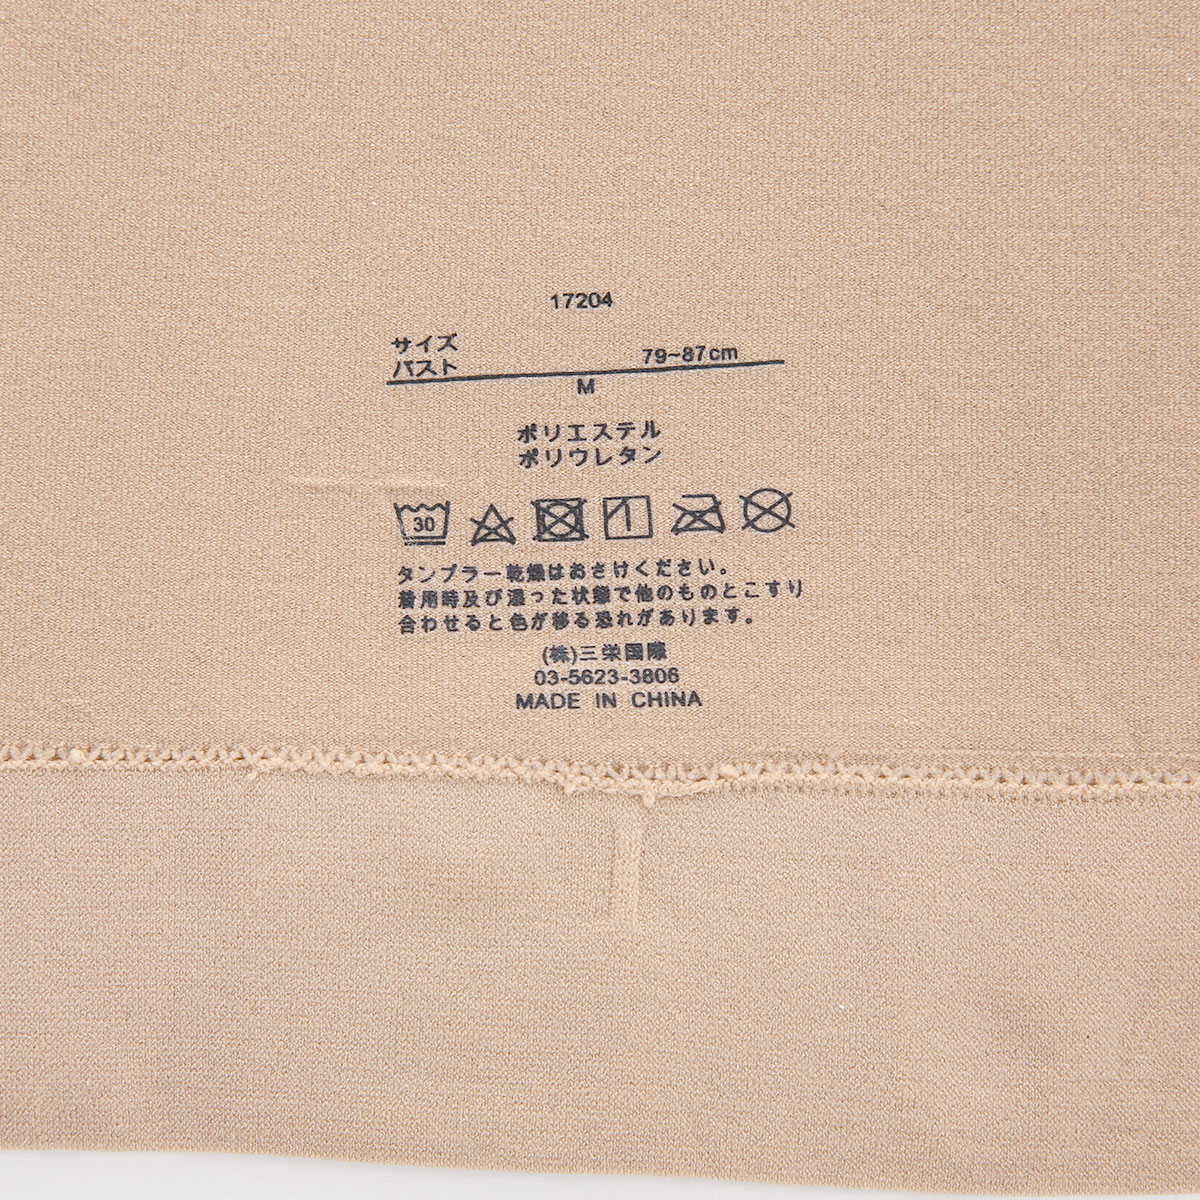 17204
サイズ
バスト 79~87cm
M
ポリエステル
ポリウレタン
30
タンブラー乾燥はおさけください。
着用時及び湿った状態で他のものとこすり
合わせると色が移る恐れがあります。
(株)三栄国際
03-5623-3806
MADE IN CHINA